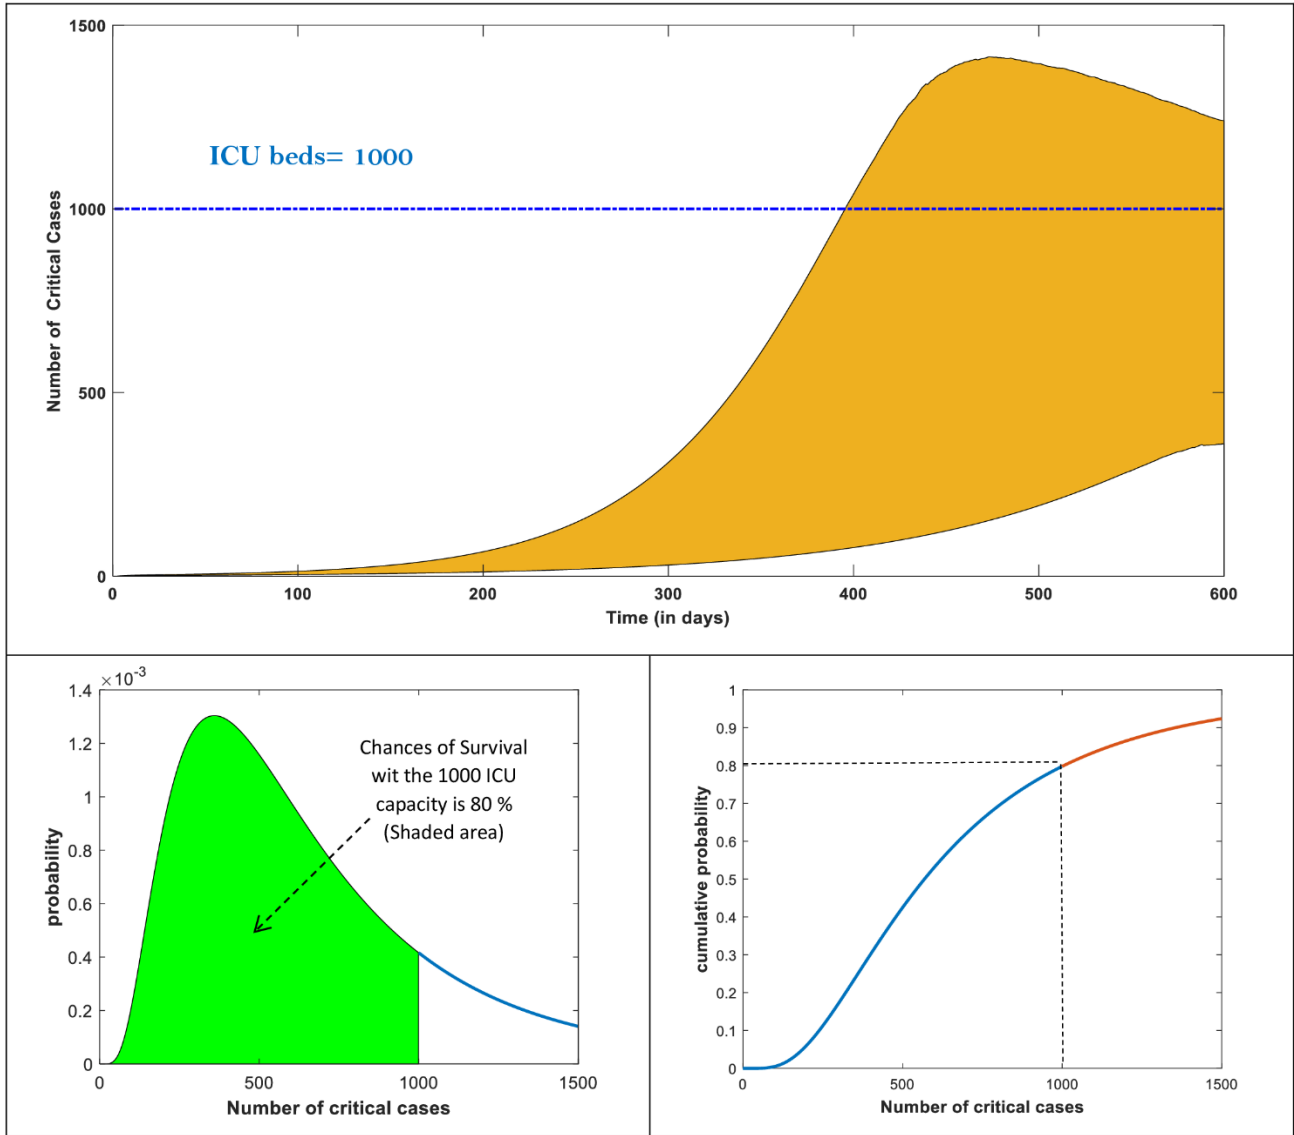 1500
1000
500
0
Number of Critical Cases
ICU beds= 1000
0 100 200 300 400 500 600
Time (in days)
×10⁻³
1.4
1.2
1
0.8
0.6
0.4
0.2
0
probability
Chances of Survival
wit the 1000 ICU
capacity is 80 %
(Shaded area)
0 500 1000 1500
Number of critical cases
1
0.9
0.8
0.7
0.6
0.5
0.4
0.3
0.2
0.1
0
cumulative probability
0 500 1000 1500
Number of critical cases